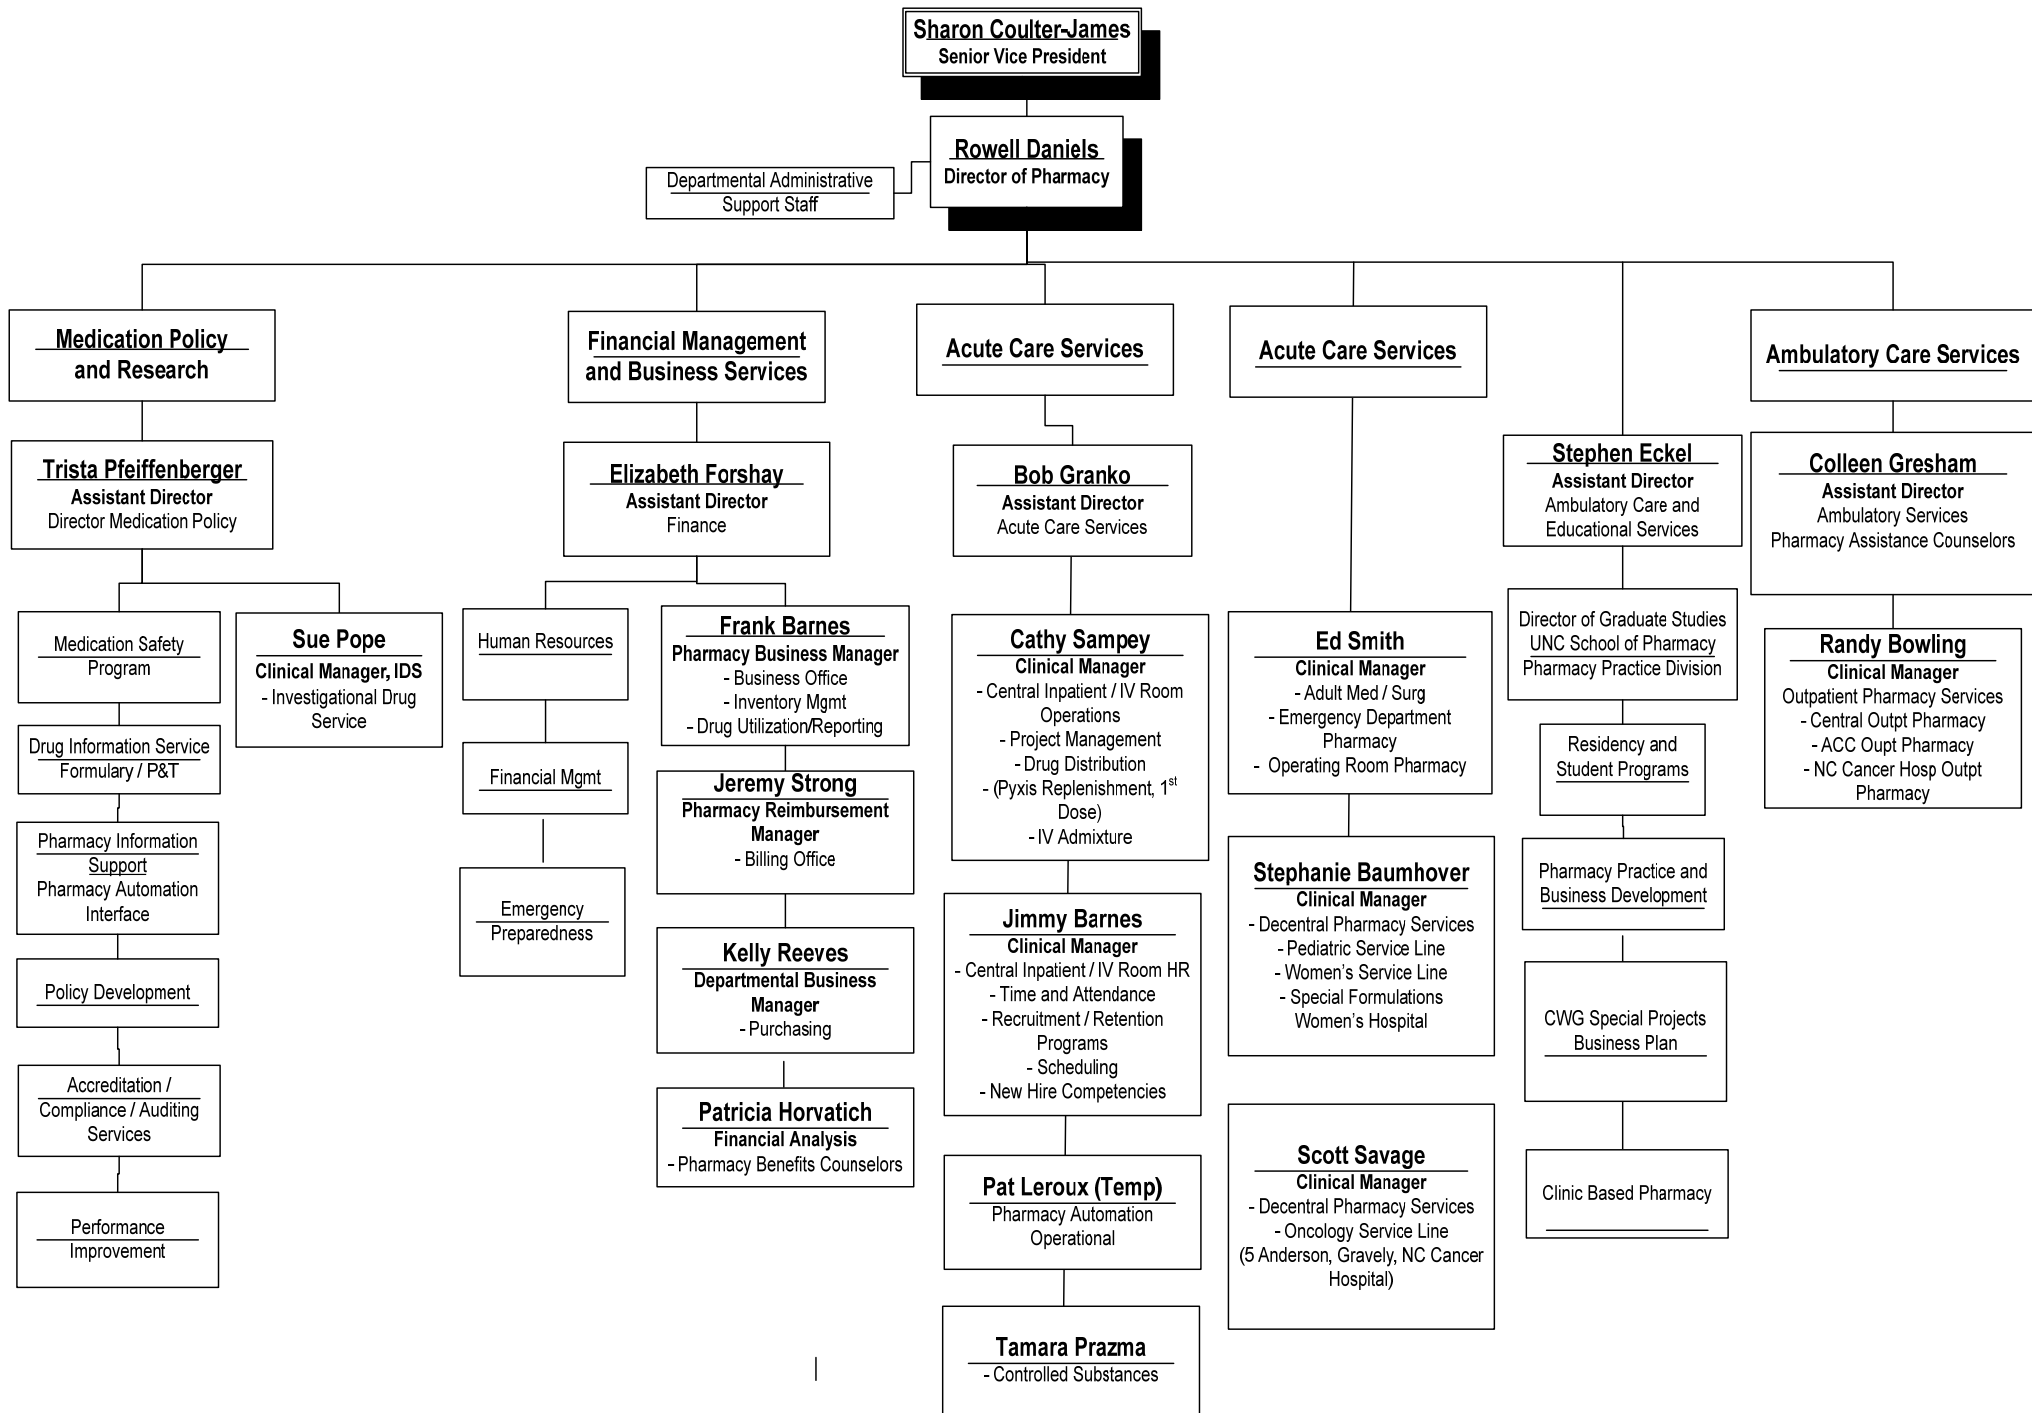 Sharon Coulter-James
Senior Vice President
Rowell Daniels
Director of Pharmacy
Departmental Administrative
Support Staff
Medication Policy
and Research
Financial Management
and Business Services
Acute Care Services
Acute Care Services
Ambulatory Care Services
Trista Pfeiffenberger
Assistant Director
Director Medication Policy
Elizabeth Forshay
Assistant Director
Finance
Bob Granko
Assistant Director
Acute Care Services
Stephen Eckel
Assistant Director
Ambulatory Care and
Educational Services
Colleen Gresham
Assistant Director
Ambulatory Services
Pharmacy Assistance Counselors
Medication Safety
Program
Drug Information Service
Formulary / P&T
Pharmacy Information
Support
Pharmacy Automation
Interface
Policy Development
Accreditation /
Compliance / Auditing
Services
Performance
Improvement
Sue Pope
Clinical Manager, IDS
- Investigational Drug
Service
Human Resources
Financial Mgmt
Emergency
Preparedness
Frank Barnes
Pharmacy Business Manager
- Business Office
- Inventory Mgmt
- Drug Utilization/Reporting
Jeremy Strong
Pharmacy Reimbursement
Manager
- Billing Office
Kelly Reeves
Departmental Business
Manager
- Purchasing
Patricia Horvatich
Financial Analysis
- Pharmacy Benefits Counselors
Cathy Sampey
Clinical Manager
- Central Inpatient / IV Room
Operations
- Project Management
- Drug Distribution
- (Pyxis Replenishment, 1st
Dose)
- IV Admixture
Jimmy Barnes
Clinical Manager
- Central Inpatient / IV Room HR
- Time and Attendance
- Recruitment / Retention
Programs
- Scheduling
- New Hire Competencies
Pat Leroux (Temp)
Pharmacy Automation
Operational
Tamara Prazma
- Controlled Substances
Ed Smith
Clinical Manager
- Adult Med / Surg
- Emergency Department
Pharmacy
- Operating Room Pharmacy
Stephanie Baumhover
Clinical Manager
- Decentral Pharmacy Services
- Pediatric Service Line
- Women's Service Line
- Special Formulations
Women's Hospital
Scott Savage
Clinical Manager
- Decentral Pharmacy Services
- Oncology Service Line
(5 Anderson, Gravely, NC Cancer
Hospital)
Director of Graduate Studies
UNC School of Pharmacy
Pharmacy Practice Division
Residency and
Student Programs
Pharmacy Practice and
Business Development
CWG Special Projects
Business Plan
Clinic Based Pharmacy
Randy Bowling
Clinical Manager
Outpatient Pharmacy Services
- Central Outpt Pharmacy
- ACC Oupt Pharmacy
- NC Cancer Hosp Outpt
Pharmacy